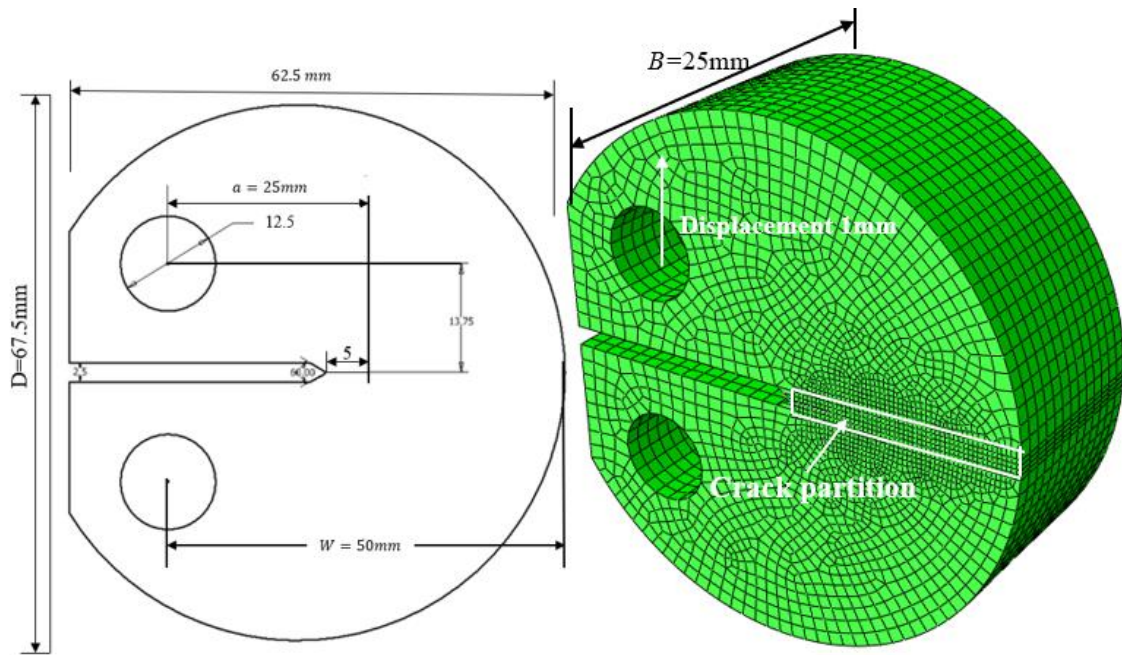 62.5 mm
B=25mm
a = 25mm
12.5
Displacement 1mm
D=67.5mm
13.75
5
2.5
60.00
Crack partition
W = 50mm